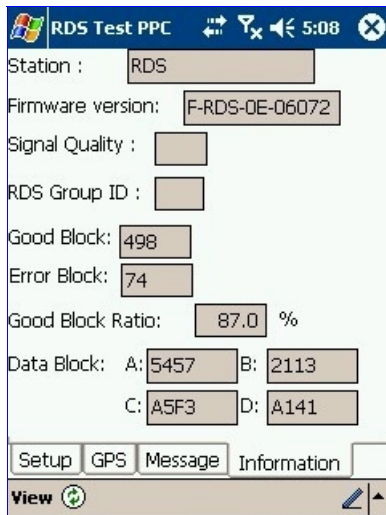 RDS Test PPC 5:08
Station : RDS
Firmware version: F-RDS-0E-06072
Signal Quality :
RDS Group ID :
Good Block: 498
Error Block: 74
Good Block Ratio: 87.0 %
Data Block: A: 5457 B: 2113
C: A5F3 D: A141
Setup GPS Message Information
View